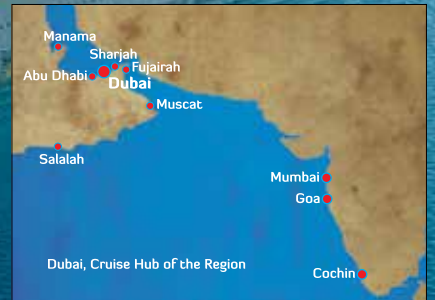 Manama
Sharjah
Fujairah
Abu Dhabi
Dubai
Muscat
Salalah
Mumbai
Goa
Dubai, Cruise Hub of the Region
Cochin